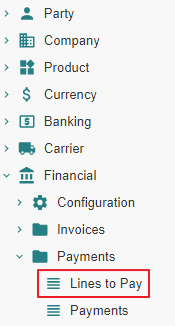 Party
Company
Product
Currency
Banking
Carrier
Financial
Configuration
Invoices
Payments
Lines to Pay
Payments